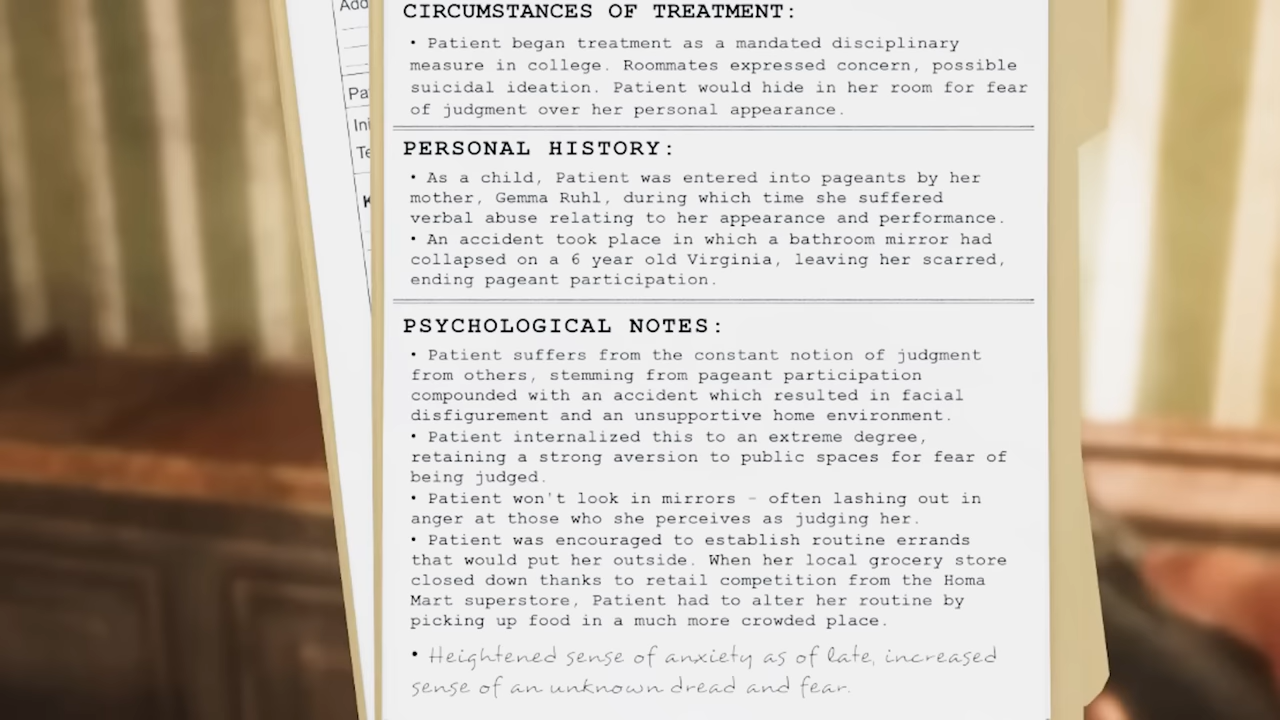 Add
CIRCUMSTANCES OF TREATMENT:
• Patient began treatment as a mandated disciplinary
measure in college. Roommates expressed concern, possible
suicidal ideation. Patient would hide in her room for fear
of judgment over her personal appearance.
Pa
Ini
Te
K
PERSONAL HISTORY:
• As a child, Patient was entered into pageants by her
mother, Gemma Ruhl, during which time she suffered
verbal abuse relating to her appearance and performance.
• An accident took place in which a bathroom mirror had
collapsed on a 6 year old Virginia, leaving her scarred,
ending pageant participation.
PSYCHOLOGICAL NOTES:
• Patient suffers from the constant notion of judgment
from others, stemming from pageant participation
compounded with an accident which resulted in facial
disfigurement and an unsupportive home environment.
• Patient internalized this to an extreme degree,
retaining a strong aversion to public spaces for fear of
being judged.
• Patient won't look in mirrors - often lashing out in
anger at those who she perceives as judging her.
• Patient was encouraged to establish routine errands
that would put her outside. When her local grocery store
closed down thanks to retail competition from the Homa
Mart superstore, Patient had to alter her routine by
picking up food in a much more crowded place.
• Heightened sense of anxiety as of late, increased
sense of an unknown dread and fear.